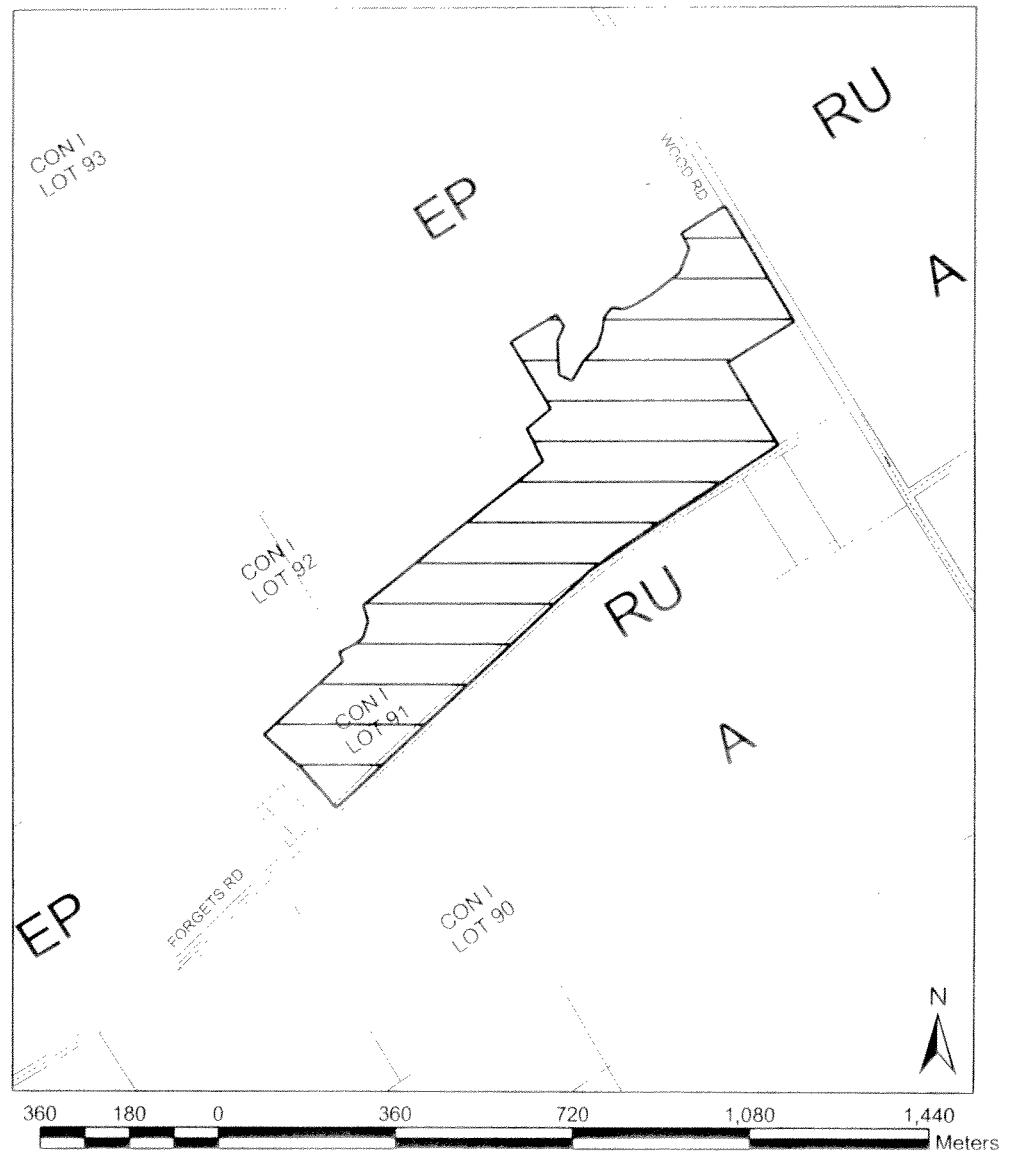 RU
CON I
LOT 93
WOOD RD
EP
A
CON I
LOT 92
RU
CON I
LOT 91
A
FORGETS RD
CON I
LOT 90
EP
N
360 180 0 360 720 1,080 1,440
Meters